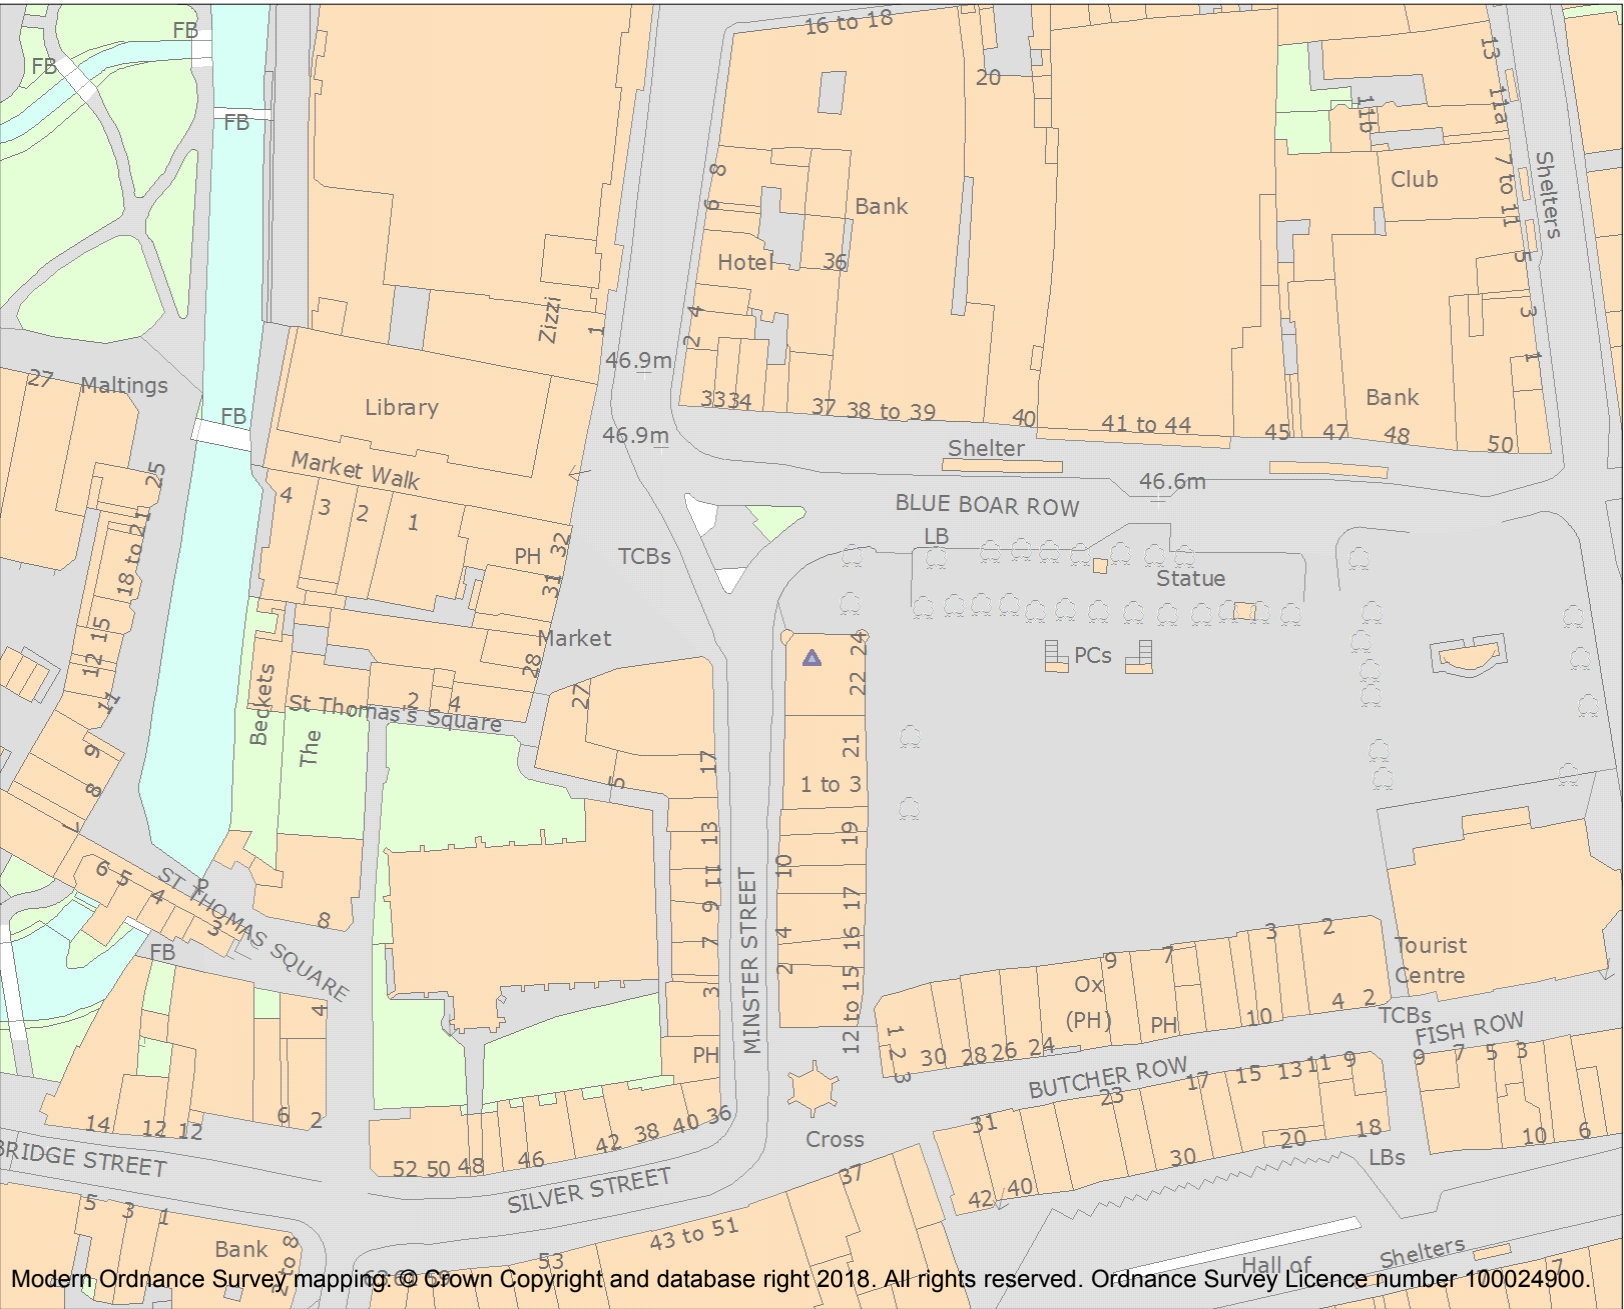 FB
16 to 18
13
FB
20
11a
FB
11b
8
Bank
Club
7 to 11
Shelters
6
Hotel
36
5
Zizzi
1
4
3
2
46.9m
1
27
Maltings
Library
33 34
37
38 to 39
40
41 to 44
Bank
45
47
48
50
FB
46.9m
Shelter
Market Walk
46.6m
25
4
3
2
1
BLUE BOAR ROW
18 to 21
PH
32
TCBs
LB
31
Statue
15
Market
24
12
28
PCs
22
11
Beckets
The
2
4
St Thomas's Square
27
9
17
21
8
5
1 to 3
7
13
19
6
5
4
ST THOMAS SQUARE
3
8
11
10
9
17
FB
7
4
16
9
7
3
2
Tourist
Centre
2
3
12 to 15
Ox
(PH)
PH
10
4
2
TCBs
4
MINSTER STREET
1
2
3
30
28
26
24
FISH ROW
PH
BUTCHER ROW
23
17
15
13
11
9
9
7
5
3
14
12
12
6
2
52
50
48
46
42
38
40
36
Cross
31
30
20
18
10
6
LBs
BRIDGE STREET
SILVER STREET
37
42
40
5
3
1
43 to 51
Bank
2 to 8
53
Hall of
Shelters
7
Modern Ordnance Survey mapping: © Crown Copyright and database right 2018. All rights reserved. Ordnance Survey Licence number 100024900.